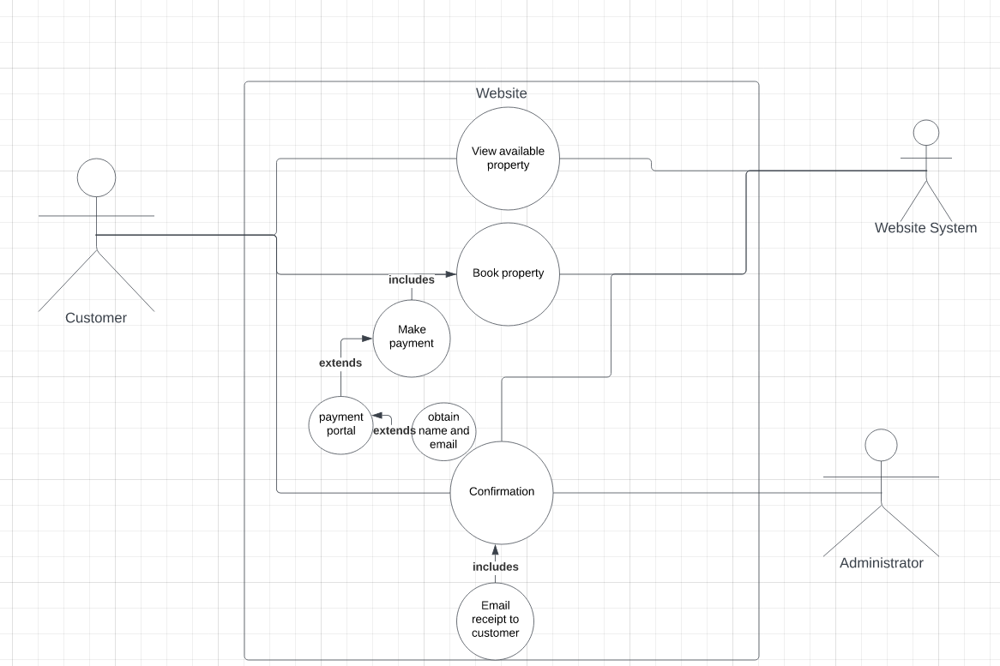 Website
View available
property
Website System
Book property
includes
Customer
Make
payment
extends
payment
portal
extends
obtain
name and
email
Confirmation
Administrator
includes
Email
receipt to
customer